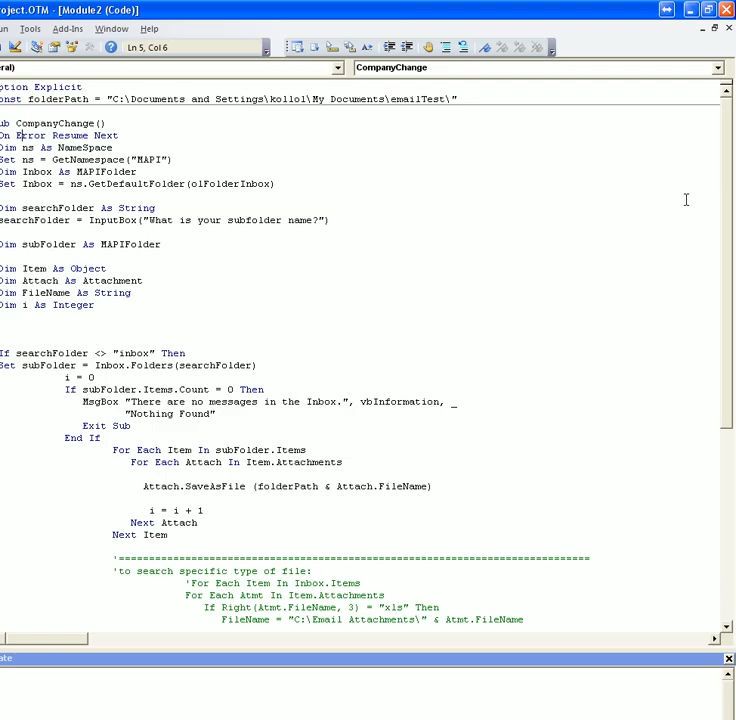 roject.OTM - [Module2 (Code)]
un Tools Add-Ins Window Help
Ln 5, Col 6
eral) CompanyChange
ption Explicit
onst folderPath = "C:\Documents and Settings\kollol\My Documents\emailTest\"
ub CompanyChange()
On Error Resume Next
Dim ns As NameSpace
Set ns = GetNamespace("MAPI")
Dim Inbox As MAPIFolder
Set Inbox = ns.GetDefaultFolder(olFolderInbox)
Dim searchFolder As String
searchFolder = InputBox("What is your subfolder name?")
Dim subFolder As MAPIFolder
Dim Item As Object
Dim Attach As Attachment
Dim FileName As String
Dim i As Integer
If searchFolder <> "inbox" Then
Set subFolder = Inbox.Folders(searchFolder)
i = 0
If subFolder.Items.Count = 0 Then
MsgBox "There are no messages in the Inbox.", vbInformation, _
"Nothing Found"
Exit Sub
End If
For Each Item In subFolder.Items
For Each Attach In Item.Attachments
Attach.SaveAsFile (folderPath & Attach.FileName)
i = i + 1
Next Attach
Next Item
'==============================================================================
'to search specific type of file:
'For Each Item In Inbox.Items
For Each Atmt In Item.Attachments
If Right(Atmt.FileName, 3) = "xls" Then
FileName = "C:\Email Attachments\" & Atmt.FileName
ate